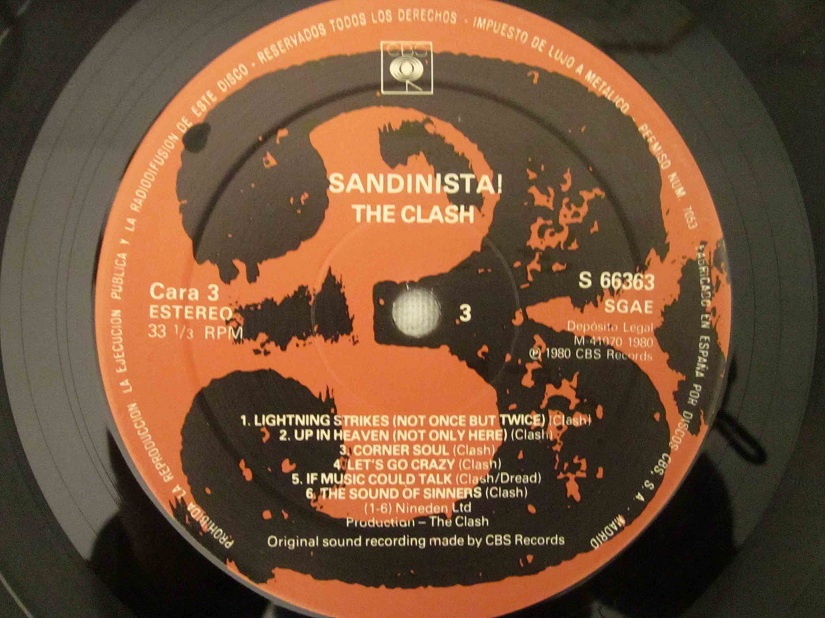 CBS
SANDINISTA!
THE CLASH
Cara 3
ESTEREO
33 1/3 RPM
3
S 66363
SGAE
Depósito Legal
M-41070 1980
℗ 1980 CBS Records
1. LIGHTNING STRIKES (NOT ONCE BUT TWICE) (Clash)
2. UP IN HEAVEN (NOT ONLY HERE) (Clash)
3. CORNER SOUL (Clash)
4. LET'S GO CRAZY (Clash)
5. IF MUSIC COULD TALK (Clash/Dread)
6. THE SOUND OF SINNERS (Clash)
(1-6) Nineden Ltd
Production – The Clash
Original sound recording made by CBS Records
PROHIBIDA LA REPRODUCCION LA EJECUCION PUBLICA Y LA RADIODIFUSION DE ESTE DISCO - RESERVADOS TODOS LOS DERECHOS - IMPUESTO DE LUJO A METALICO - PERMISO NUM. 7053
FABRICADO EN ESPAÑA POR DISCOS CBS, S. A. - MADRID